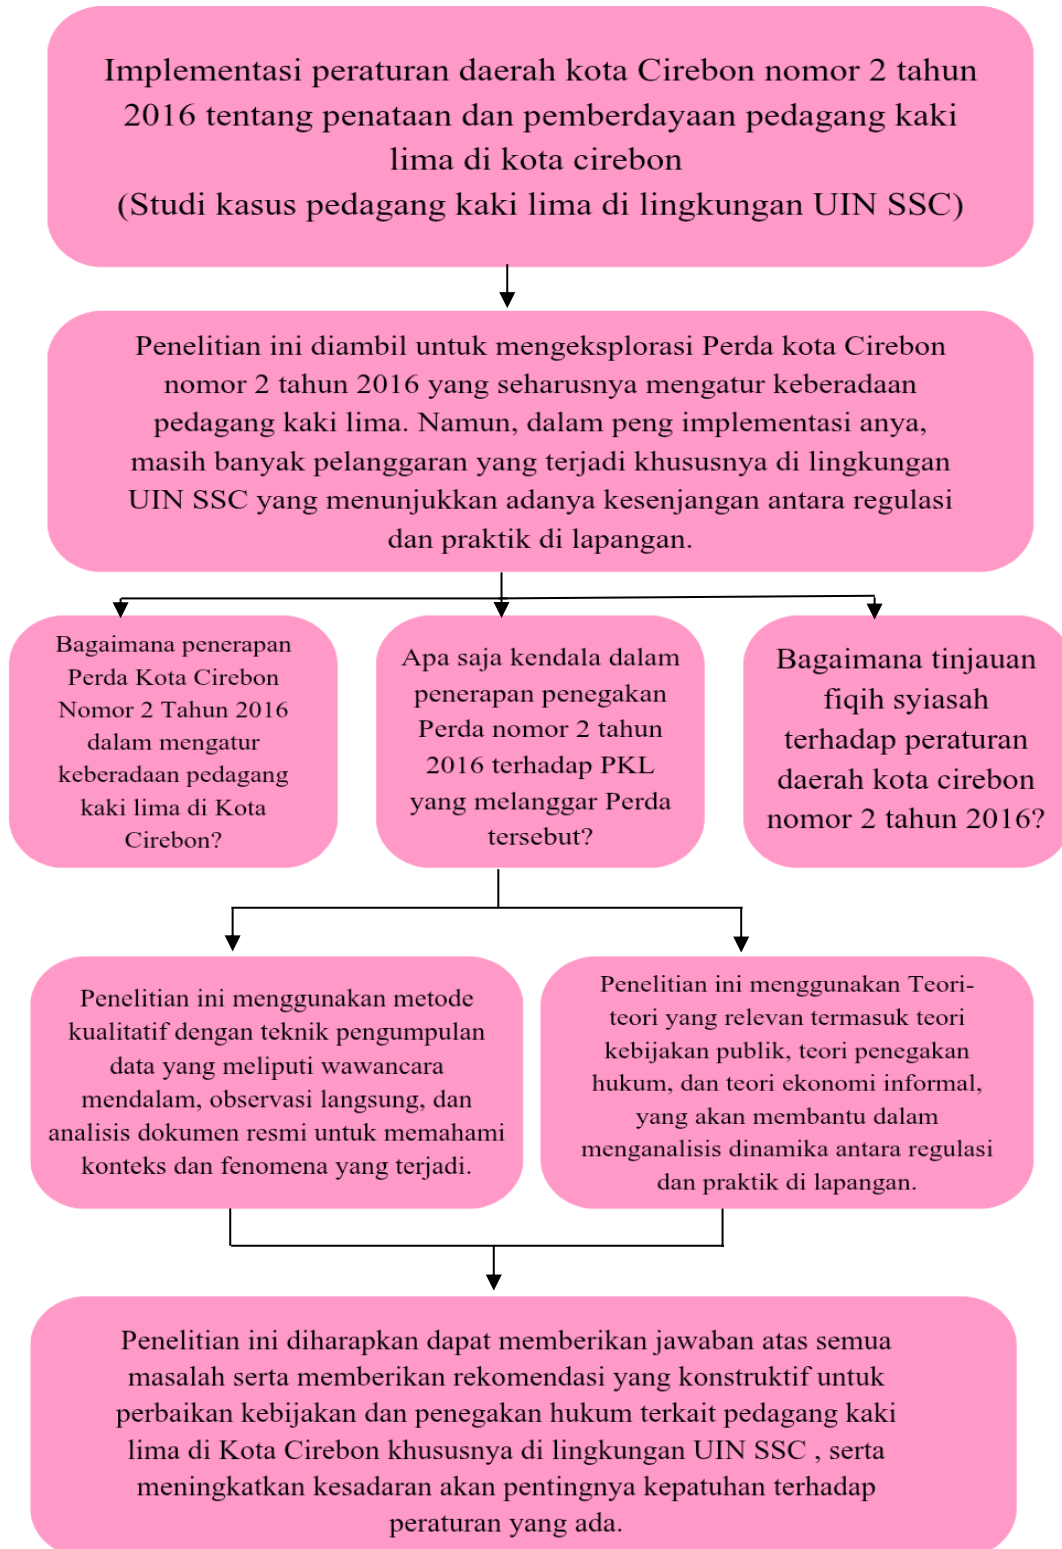 Implementasi peraturan daerah kota Cirebon nomor 2 tahun
2016 tentang penataan dan pemberdayaan pedagang kaki
lima di kota cirebon
(Studi kasus pedagang kaki lima di lingkungan UIN SSC)
Penelitian ini diambil untuk mengeksplorasi Perda kota Cirebon
nomor 2 tahun 2016 yang seharusnya mengatur keberadaan
pedagang kaki lima. Namun, dalam peng implementasi anya,
masih banyak pelanggaran yang terjadi khususnya di lingkungan
UIN SSC yang menunjukkan adanya kesenjangan antara regulasi
dan praktik di lapangan.
Bagaimana penerapan
Perda Kota Cirebon
Nomor 2 Tahun 2016
dalam mengatur
keberadaan pedagang
kaki lima di Kota
Cirebon?
Apa saja kendala dalam
penerapan penegakan
Perda nomor 2 tahun
2016 terhadap PKL
yang melanggar Perda
tersebut?
Bagaimana tinjauan
fiqih syiasah
terhadap peraturan
daerah kota cirebon
nomor 2 tahun 2016?
Penelitian ini menggunakan metode
kualitatif dengan teknik pengumpulan
data yang meliputi wawancara
mendalam, observasi langsung, dan
analisis dokumen resmi untuk memahami
konteks dan fenomena yang terjadi.
Penelitian ini menggunakan Teori-
teori yang relevan termasuk teori
kebijakan publik, teori penegakan
hukum, dan teori ekonomi informal,
yang akan membantu dalam
menganalisis dinamika antara regulasi
dan praktik di lapangan.
Penelitian ini diharapkan dapat memberikan jawaban atas semua
masalah serta memberikan rekomendasi yang konstruktif untuk
perbaikan kebijakan dan penegakan hukum terkait pedagang kaki
lima di Kota Cirebon khususnya di lingkungan UIN SSC , serta
meningkatkan kesadaran akan pentingnya kepatuhan terhadap
peraturan yang ada.